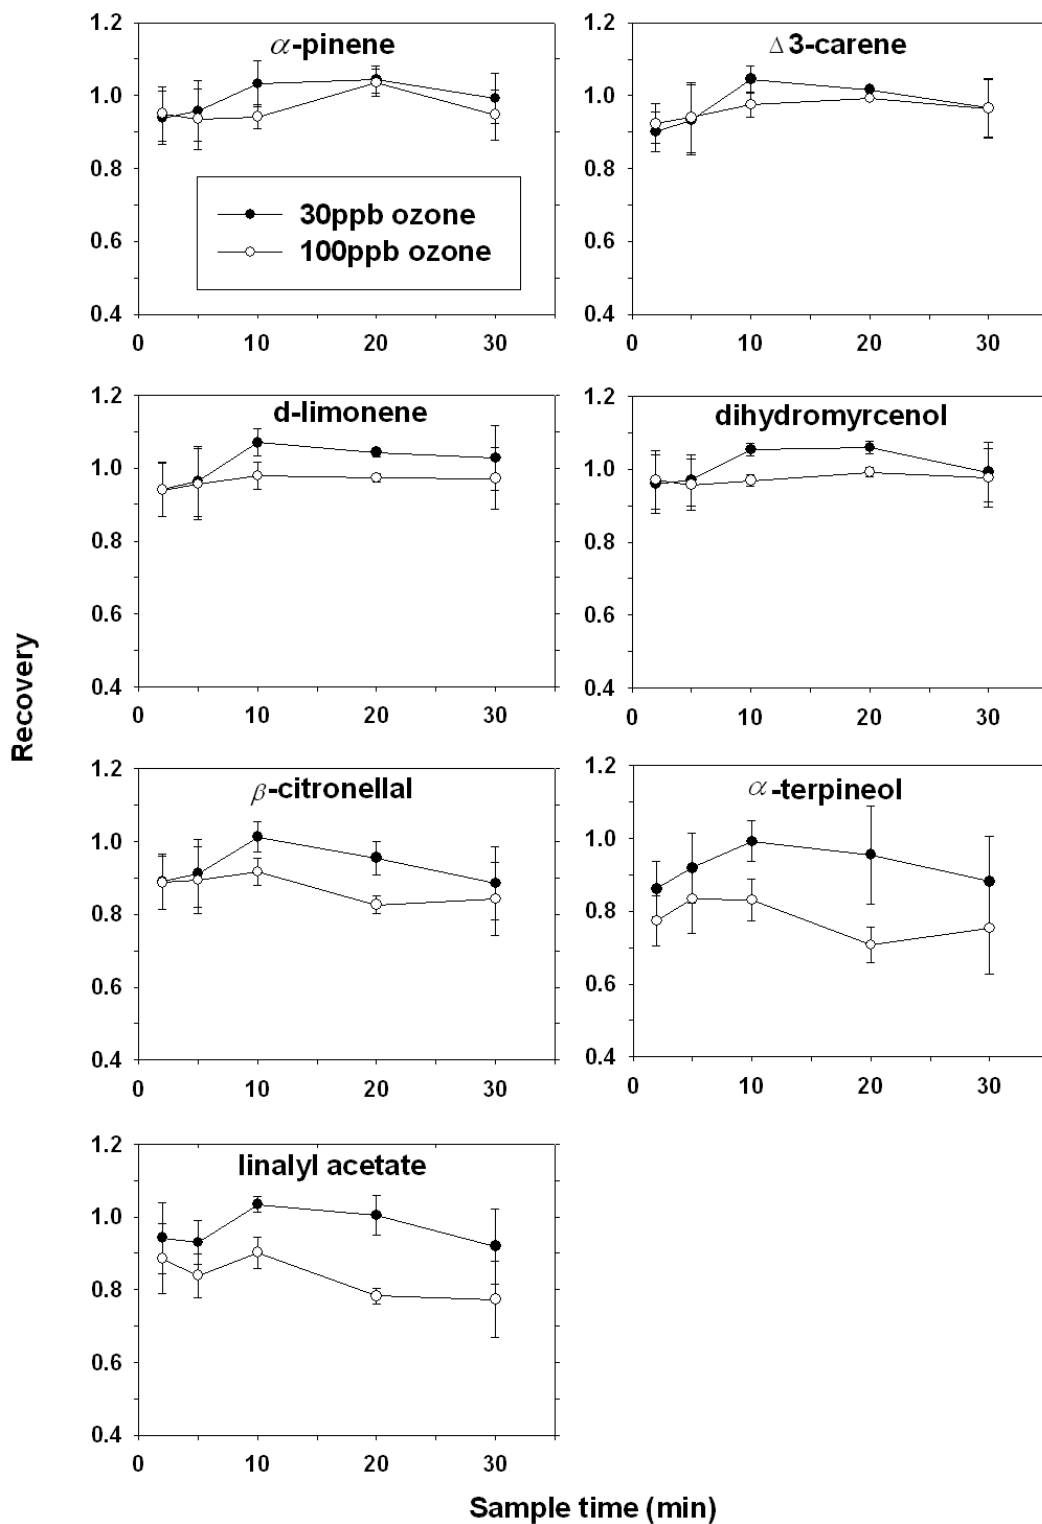 α-pinene
1.2
1.0
0.8
0.6
0.4
30ppb ozone
100ppb ozone
0 10 20 30
Δ3-carene
1.2
1.0
0.8
0.6
0.4
0 10 20 30
d-limonene
1.2
1.0
0.8
0.6
0.4
0 10 20 30
dihydromyrcenol
1.2
1.0
0.8
0.6
0.4
0 10 20 30
Recovery
β-citronellal
1.2
1.0
0.8
0.6
0.4
0 10 20 30
α-terpineol
1.2
1.0
0.8
0.6
0.4
0 10 20 30
linalyl acetate
1.2
1.0
0.8
0.6
0.4
0 10 20 30
Sample time (min)